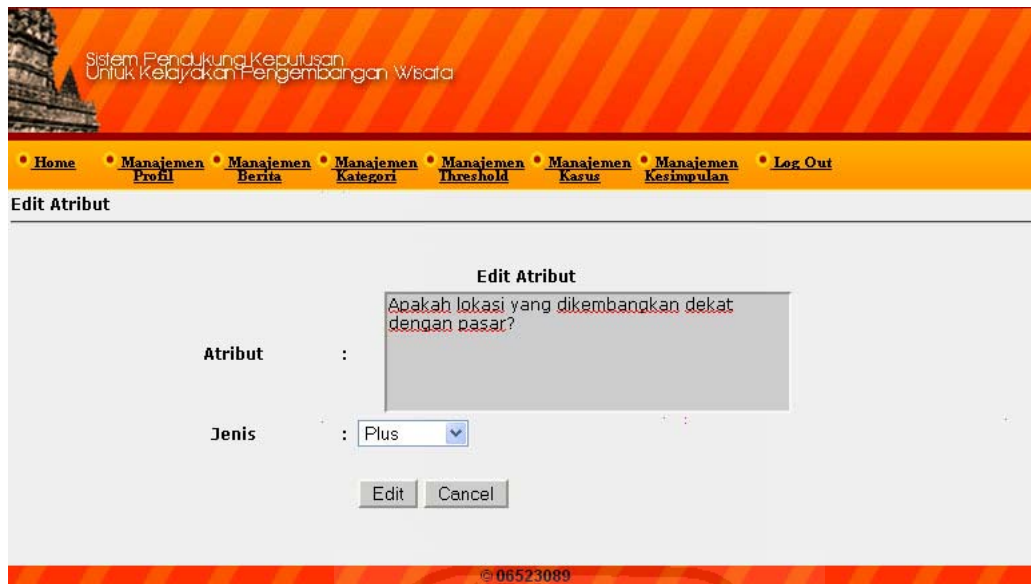 Sistem Pendukung Keputusan
Untuk Kelayakan Pengembangan Wisata
Home Manajemen Manajemen Manajemen Manajemen Manajemen Manajemen Log Out
Profil Berita Kategori Threshold Kasus Kesimpulan
Edit Atribut
Edit Atribut
Apakah lokasi yang dikembangkan dekat
dengan pasar?
Atribut :
Jenis : Plus
Edit Cancel
© 06523089